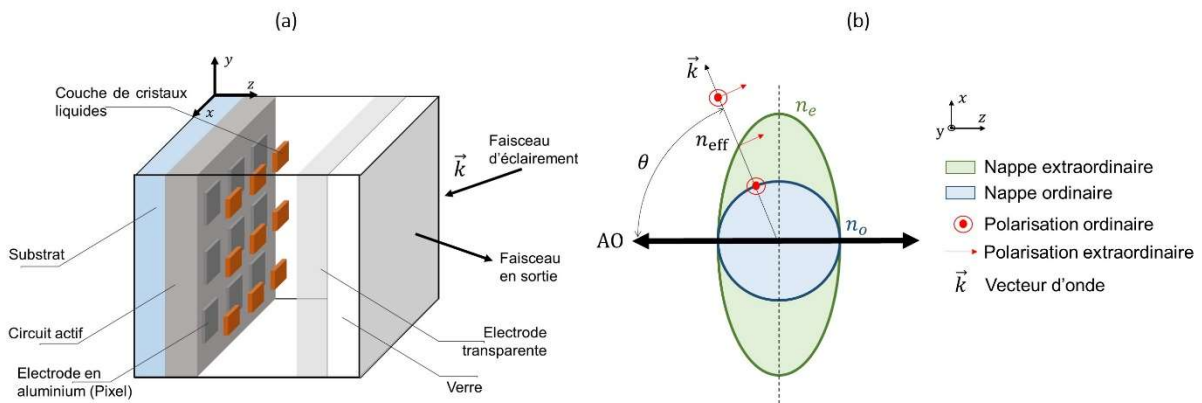 (a)
y
z
x
Couche de cristaux
liquides
Faisceau
d'éclairement
k⃗
Substrat
Faisceau
en sortie
Circuit actif
Electrode en
aluminium (Pixel)
Electrode
transparente
Verre
(b)
k⃗
n_e
n_eff
θ
AO
n_o
x
y
z
Nappe extraordinaire
Nappe ordinaire
Polarisation ordinaire
Polarisation extraordinaire
k⃗ Vecteur d'onde